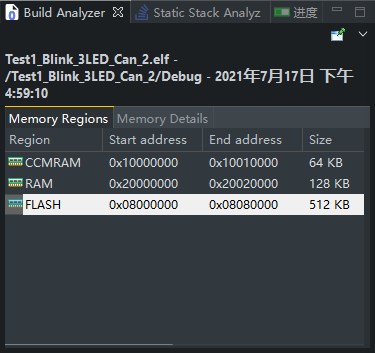 Build Analyzer Static Stack Analyz 进度
Test1_Blink_3LED_Can_2.elf -
/Test1_Blink_3LED_Can_2/Debug - 2021年7月17日 下午
4:59:10
Memory Regions Memory Details
Region Start address End address Size
CCMRAM 0x10000000 0x10010000 64 KB
RAM 0x20000000 0x20020000 128 KB
FLASH 0x08000000 0x08080000 512 KB